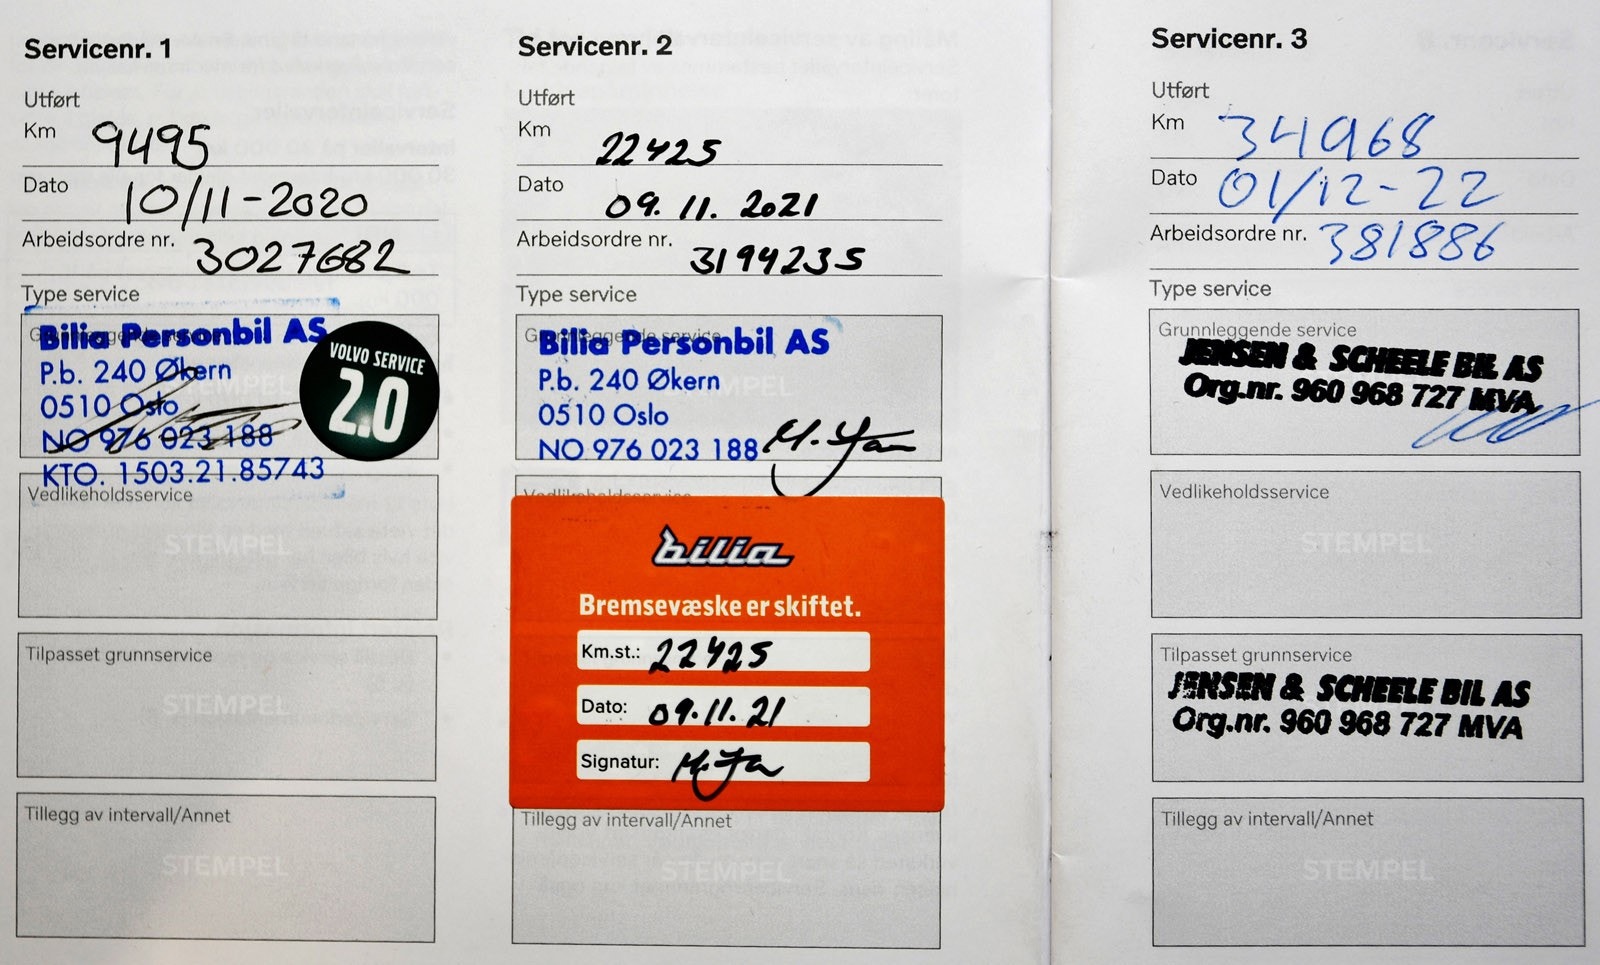 Servicenr. 1
Utført
Km 9495
Dato 10/11-2020
Arbeidsordre nr. 3027682
Type service
Grunnleggende service
Bilia Personbil AS
P.b. 240 Økern
0510 Oslo
NO 976 023 188
KTO. 1503.21.85743
VOLVO SERVICE
2.0
Vedlikeholdsservice
STEMPEL
Tilpasset grunnservice
STEMPEL
Tillegg av intervall/Annet
STEMPEL
Servicenr. 2
Utført
Km 22425
Dato 09.11.2021
Arbeidsordre nr. 3194235
Type service
Grunnleggende service
STEMPEL
Bilia Personbil AS
P.b. 240 Økern
0510 Oslo
NO 976 023 188
Vedlikeholdsservice
bilia
Bremsevæske er skiftet.
Km.st.: 22425
Dato: 09.11.21
Signatur:
Tillegg av intervall/Annet
STEMPEL
Servicenr. 3
Utført
Km 34968
Dato 01/12-22
Arbeidsordre nr. 381886
Type service
Grunnleggende service
JENSEN & SCHEELE BIL AS
Org.nr. 960 968 727 MVA
Vedlikeholdsservice
STEMPEL
Tilpasset grunnservice
JENSEN & SCHEELE BIL AS
Org.nr. 960 968 727 MVA
Tillegg av intervall/Annet
STEMPEL